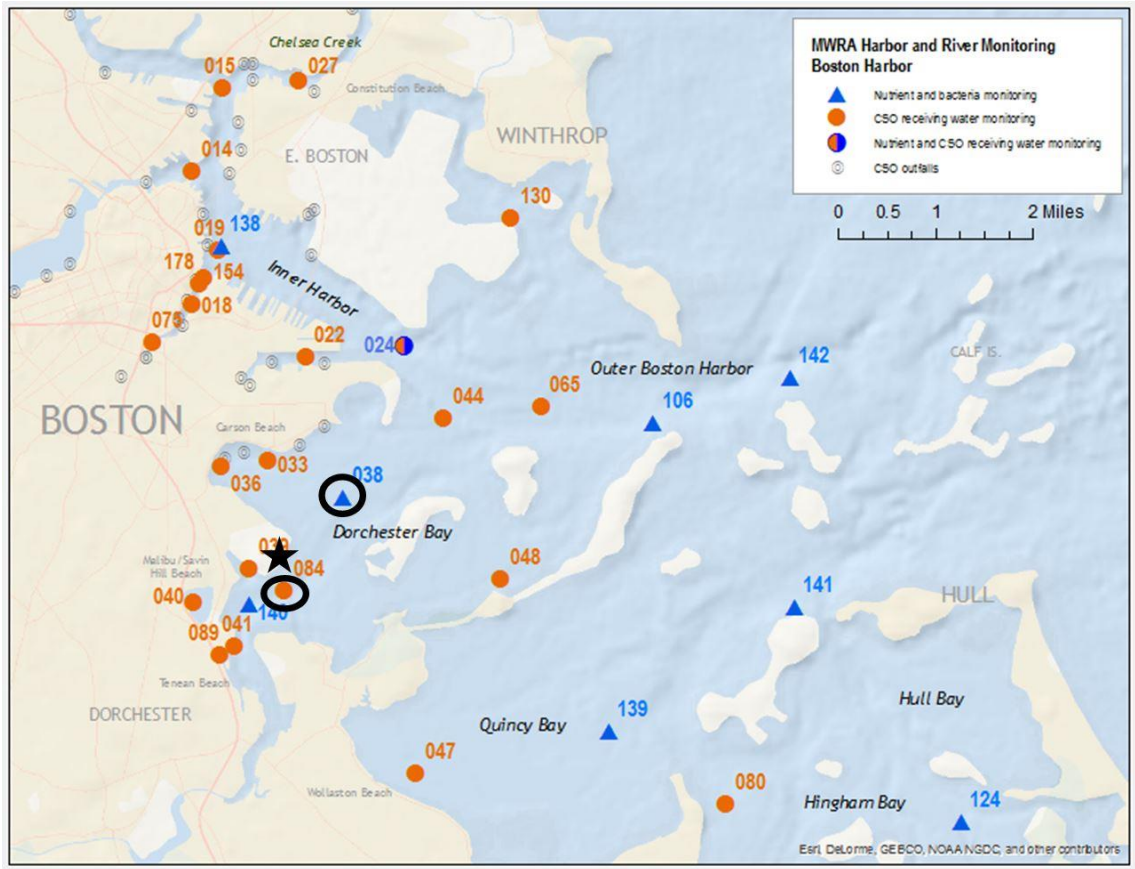 Chelsea Creek
015
027
Constitution Beach
MWRA Harbor and River Monitoring
Boston Harbor
Nutrient and bacteria monitoring
CSO receiving water monitoring
Nutrient and CSO receiving water monitoring
CSO outfalls
0 0.5 1 2 Miles
WINTHROP
014
E. BOSTON
130
019
138
178
154
018
Inner Harbor
075
022
024
Outer Boston Harbor
142
CALF IS.
065
044
106
BOSTON
Carson Beach
033
036
038
Dorchester Bay
039
084
Malibu/Savin
Hill Beach
048
040
140
141
HULL
089
041
Tenean Beach
DORCHESTER
Hull Bay
139
Quincy Bay
047
080
Wollaston Beach
Hingham Bay
124
Esri, DeLorme, GEBCO, NOAA NGDC, and other contributors